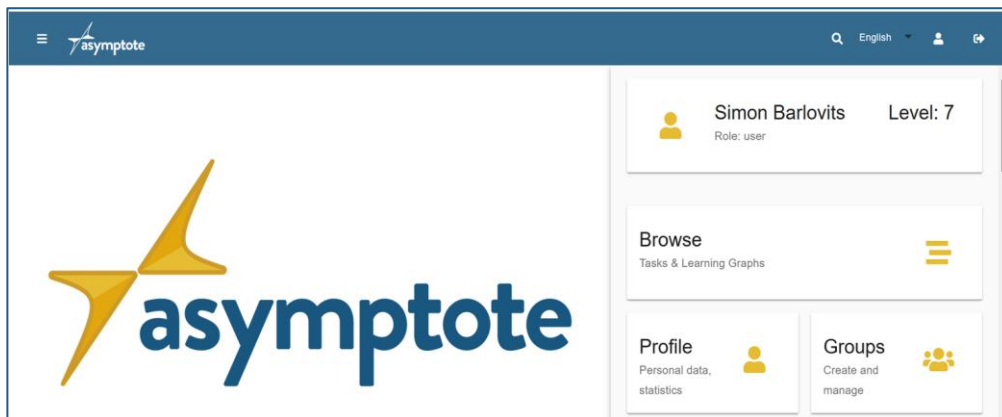 asymptote
English
Simon Barlovits Level: 7
Role: user
asymptote
Browse
Tasks & Learning Graphs
Profile
Personal data,
statistics
Groups
Create and
manage